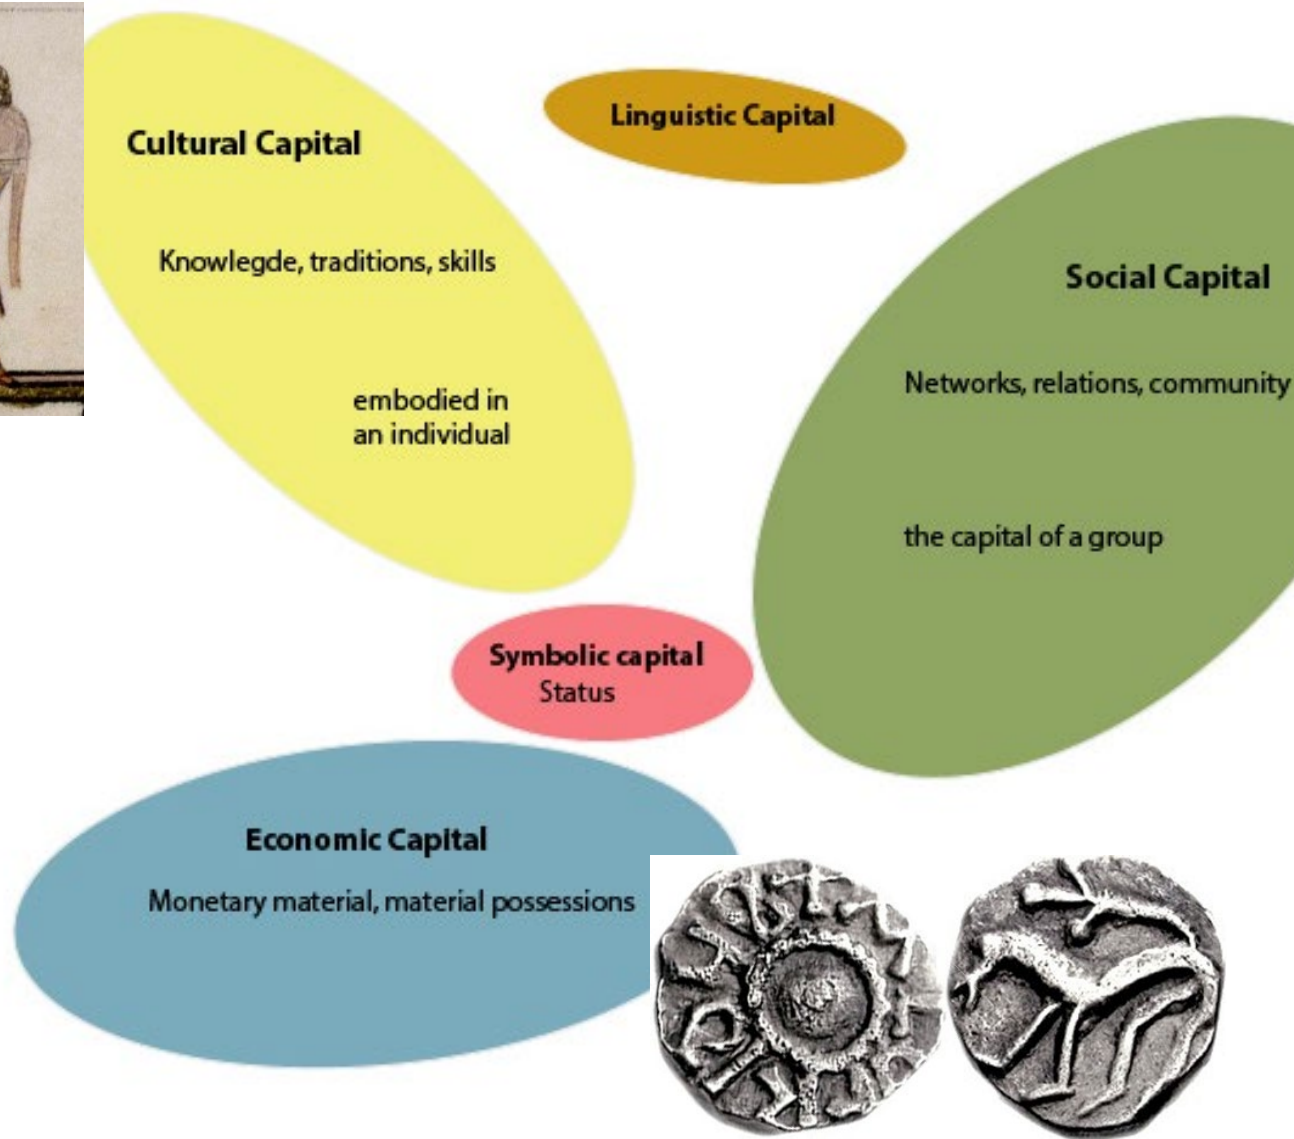 Cultural Capital
Knowlegde, traditions, skills
embodied in
an individual
Linguistic Capital
Social Capital
Networks, relations, community
the capital of a group
Symbolic capital
Status
Economic Capital
Monetary material, material possessions